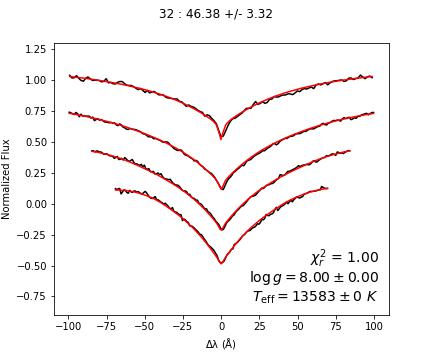 32 : 46.38 +/- 3.32
1.25
1.00
0.75
0.50
0.25
0.00
−0.25
−0.50
−0.75
Normalized Flux
χ²ᵣ = 1.00
log g = 8.00 ± 0.00
Teff = 13583 ± 0 K
−100 −75 −50 −25 0 25 50 75 100
Δλ (Å)